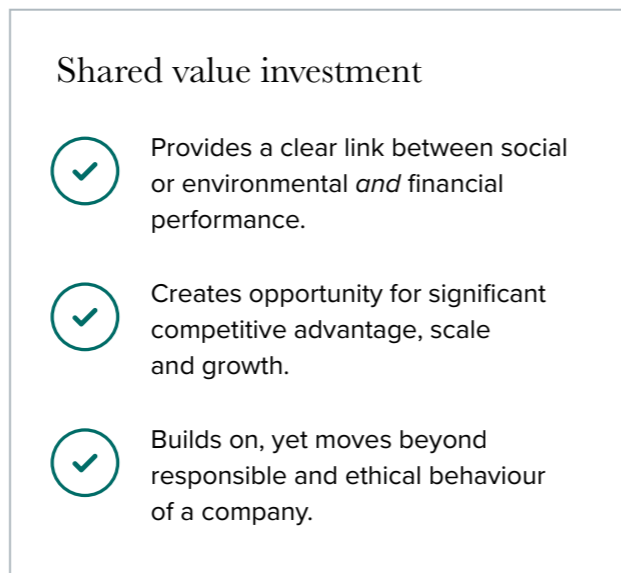 Shared value investment
Provides a clear link between social
or environmental and financial
performance.
Creates opportunity for significant
competitive advantage, scale
and growth.
Builds on, yet moves beyond
responsible and ethical behaviour
of a company.